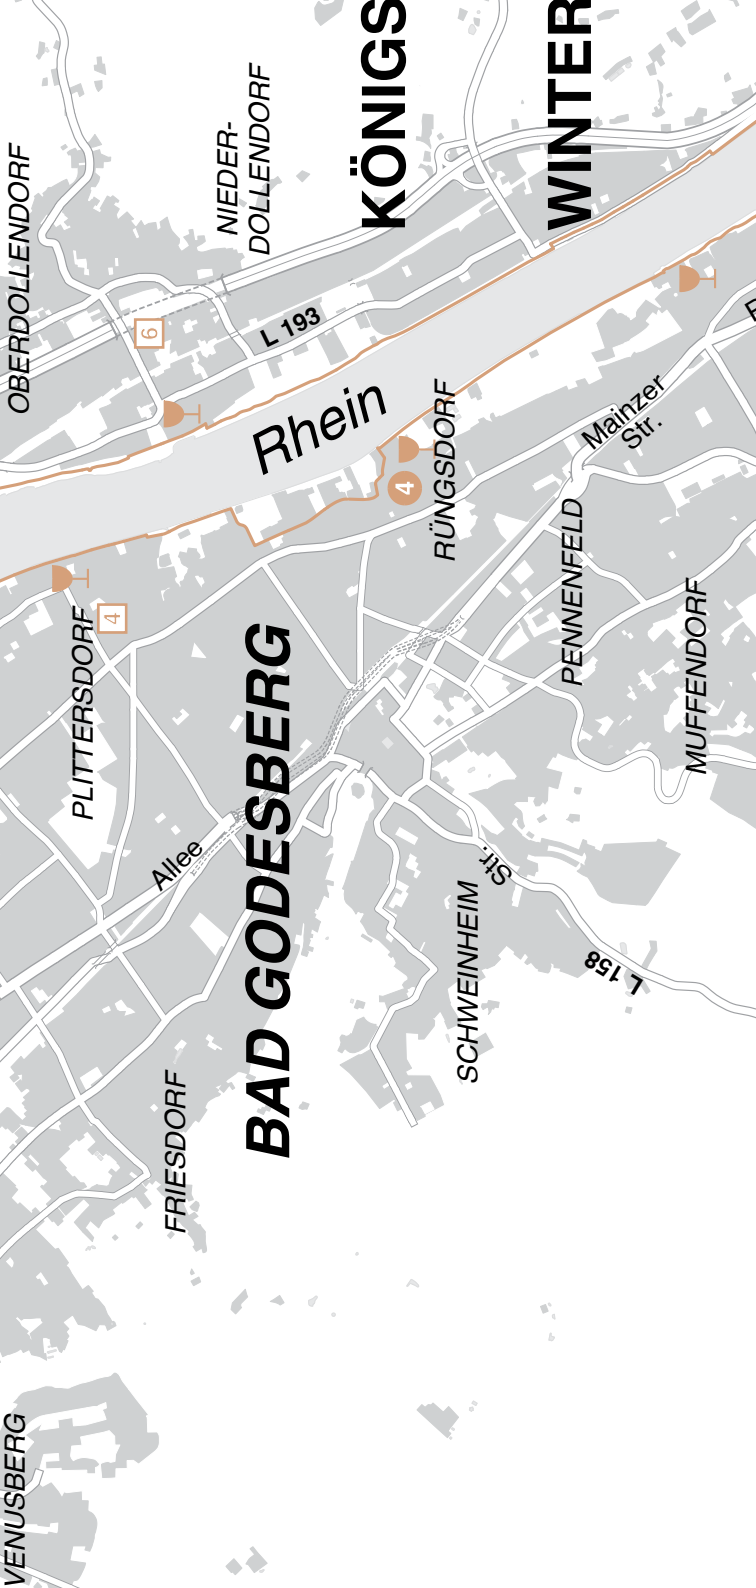 OBERDOLLENDORF
NIEDER-
DOLLENDORF
KÖNIGS
WINTER
6
L 193
Rhein
4
RÜNGSDORF
Mainzer
Str.
4
PLITTERSDORF
PENNENFELD
MUFFENDORF
BAD GODESBERG
Allee
Str.
SCHWEINHEIM
L 158
FRIESDORF
VENUSBERG